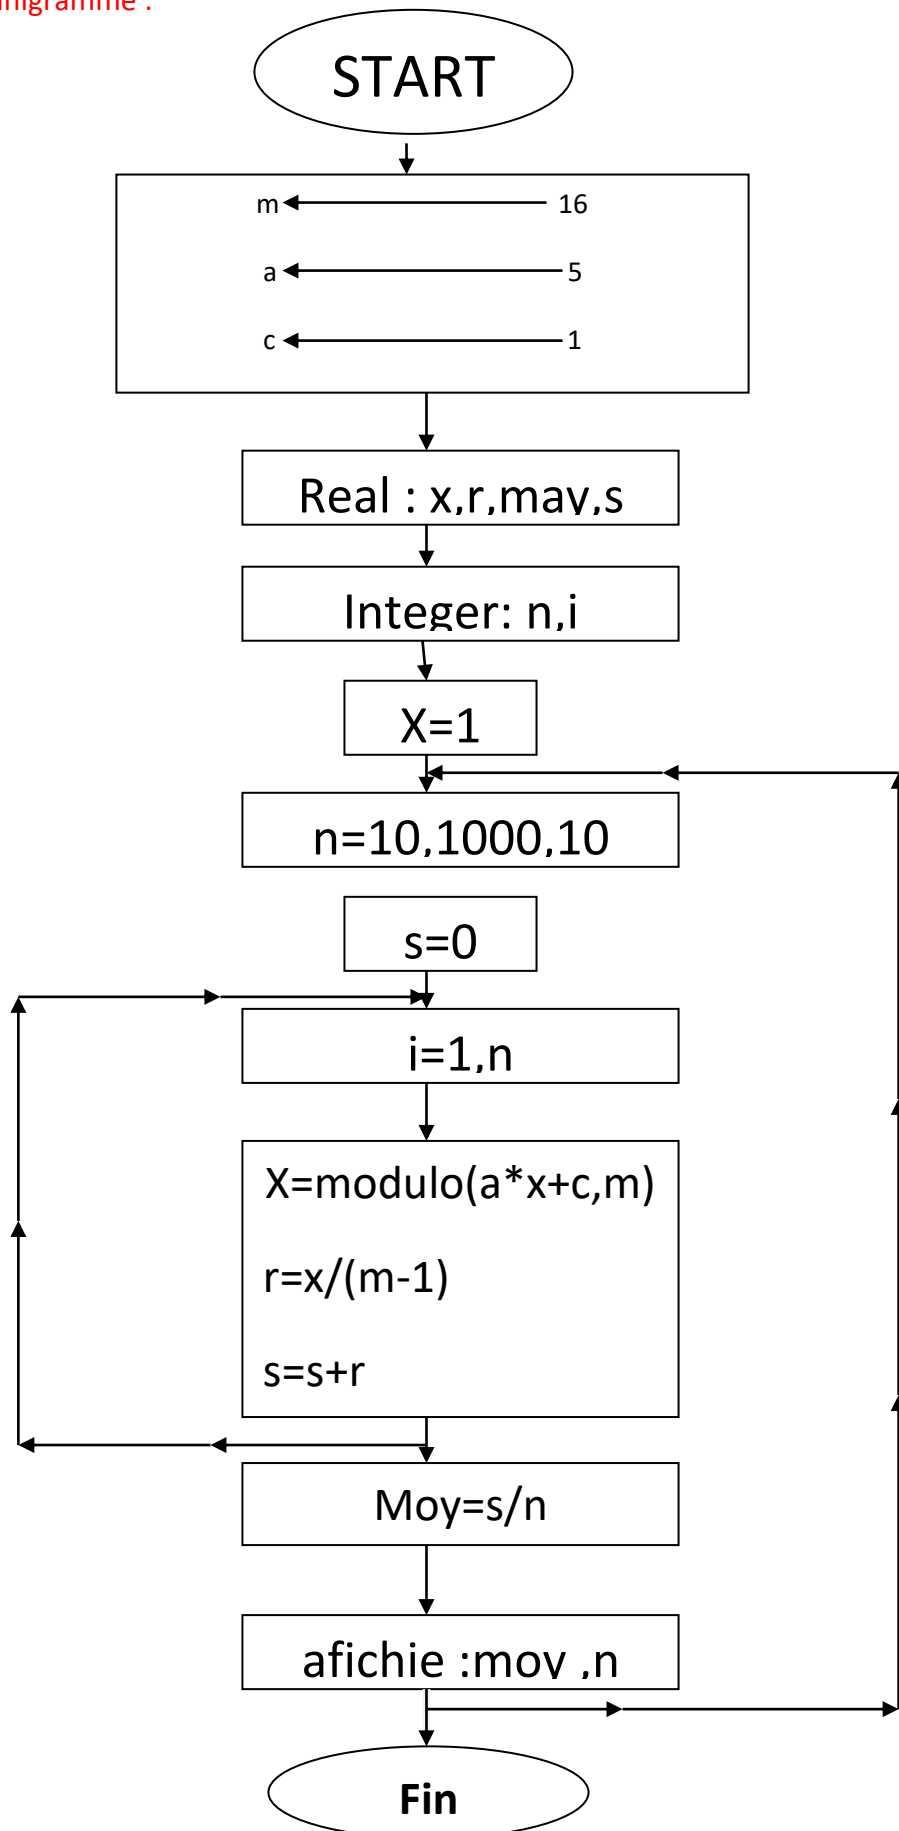 START
m 16
a 5
c 1
Real : x,r,may,s
Integer: n,i
X=1
n=10,1000,10
s=0
i=1,n
X=modulo(a*x+c,m)
r=x/(m-1)
s=s+r
Moy=s/n
afichie :moy ,n
Fin